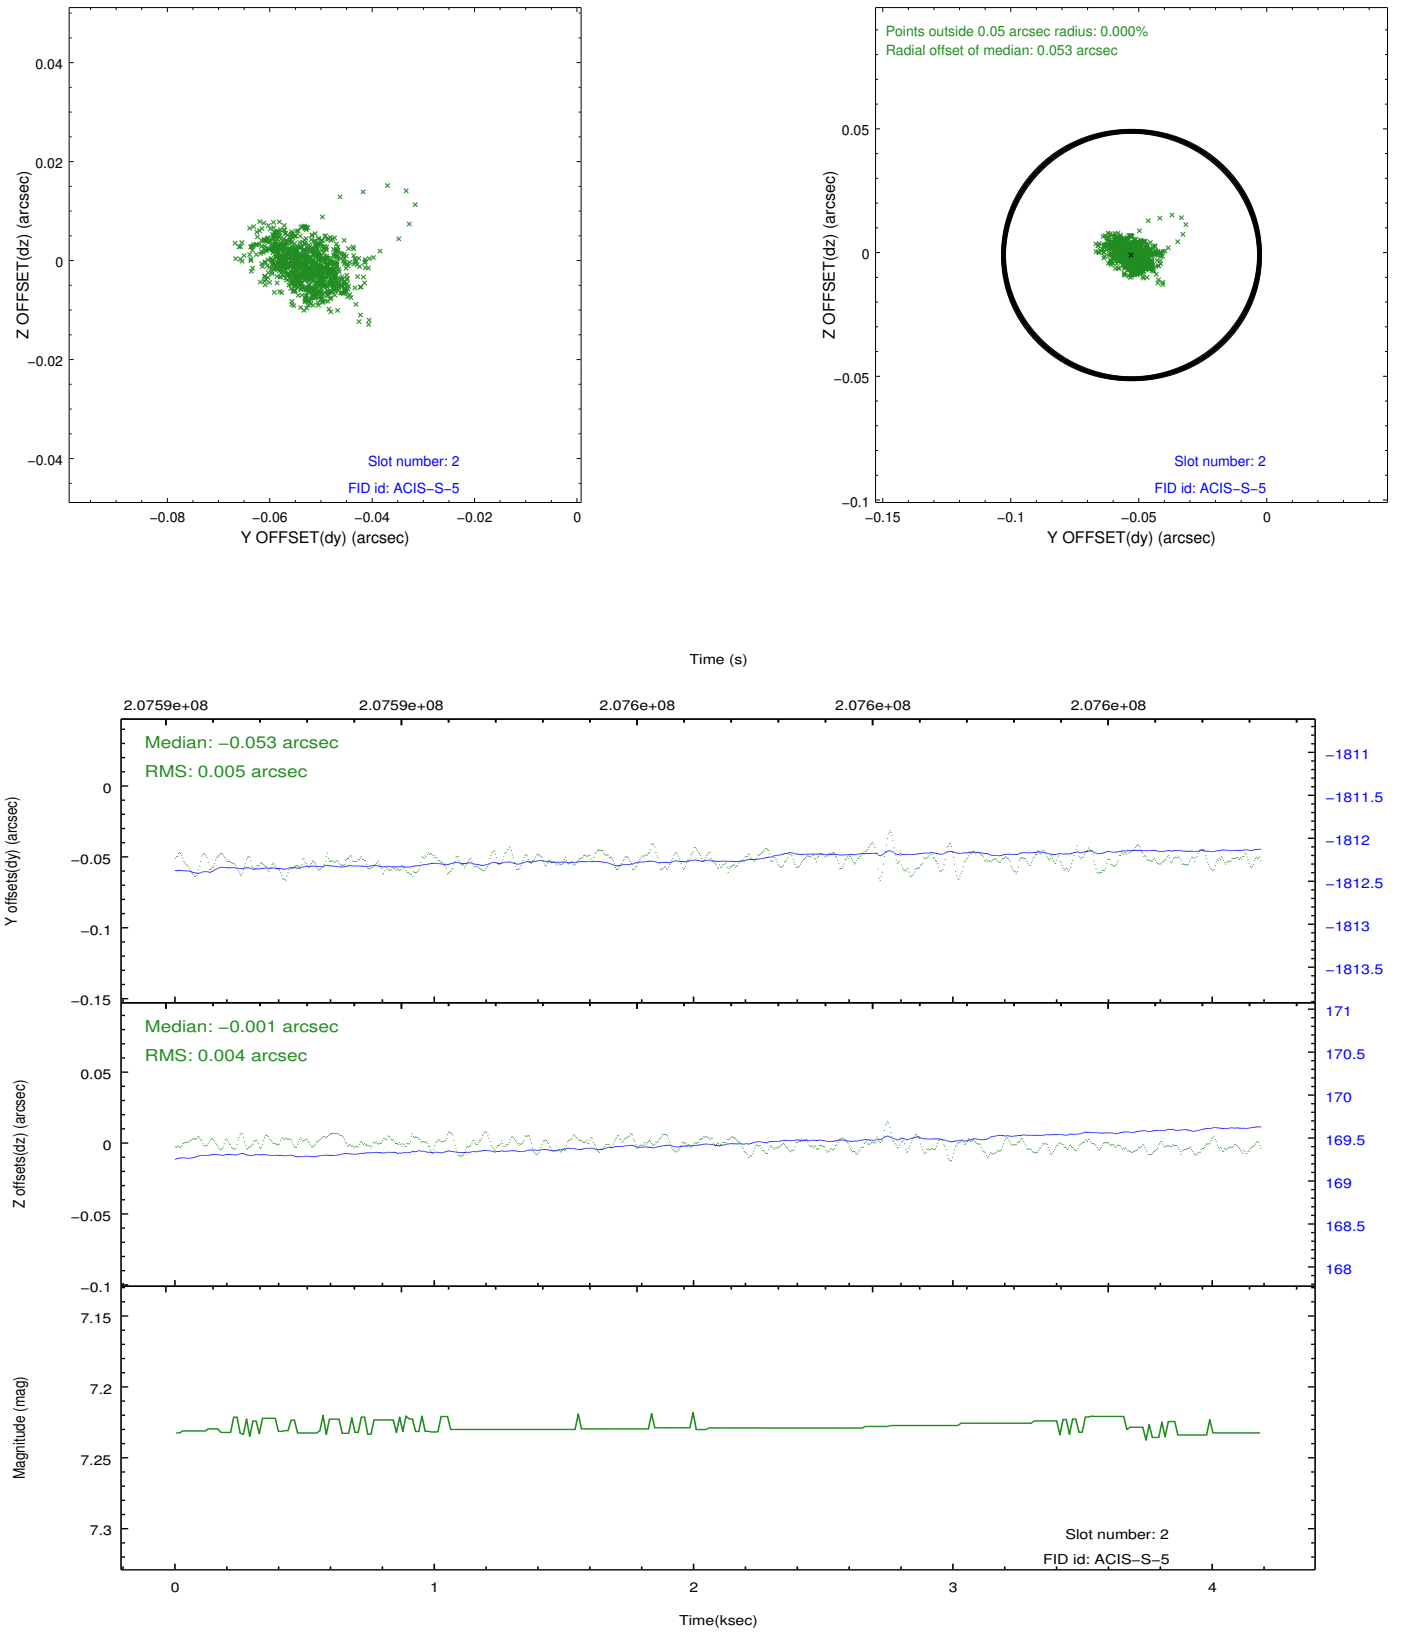 0.04
0.02
0
−0.02
−0.04
Z OFFSET(dz) (arcsec)
Slot number: 2
FID id: ACIS−S−5
−0.08
−0.06
−0.04
−0.02
0
Y OFFSET(dy) (arcsec)
Points outside 0.05 arcsec radius: 0.000%
Radial offset of median: 0.053 arcsec
0.05
0
−0.05
−0.1
Z OFFSET(dz) (arcsec)
Slot number: 2
FID id: ACIS−S−5
−0.15
−0.1
−0.05
0
Y OFFSET(dy) (arcsec)
Time (s)
2.0759e+08
2.0759e+08
2.076e+08
2.076e+08
2.076e+08
Median: −0.053 arcsec
RMS: 0.005 arcsec
0
−0.05
−0.1
−0.15
Y offsets(dy) (arcsec)
−1811
−1811.5
−1812
−1812.5
−1813
−1813.5
Median: −0.001 arcsec
RMS: 0.004 arcsec
0.05
0
−0.05
−0.1
Z offsets(dz) (arcsec)
171
170.5
170
169.5
169
168.5
168
7.15
7.2
7.25
7.3
Magnitude (mag)
Slot number: 2
FID id: ACIS−S−5
0
1
2
3
4
Time(ksec)